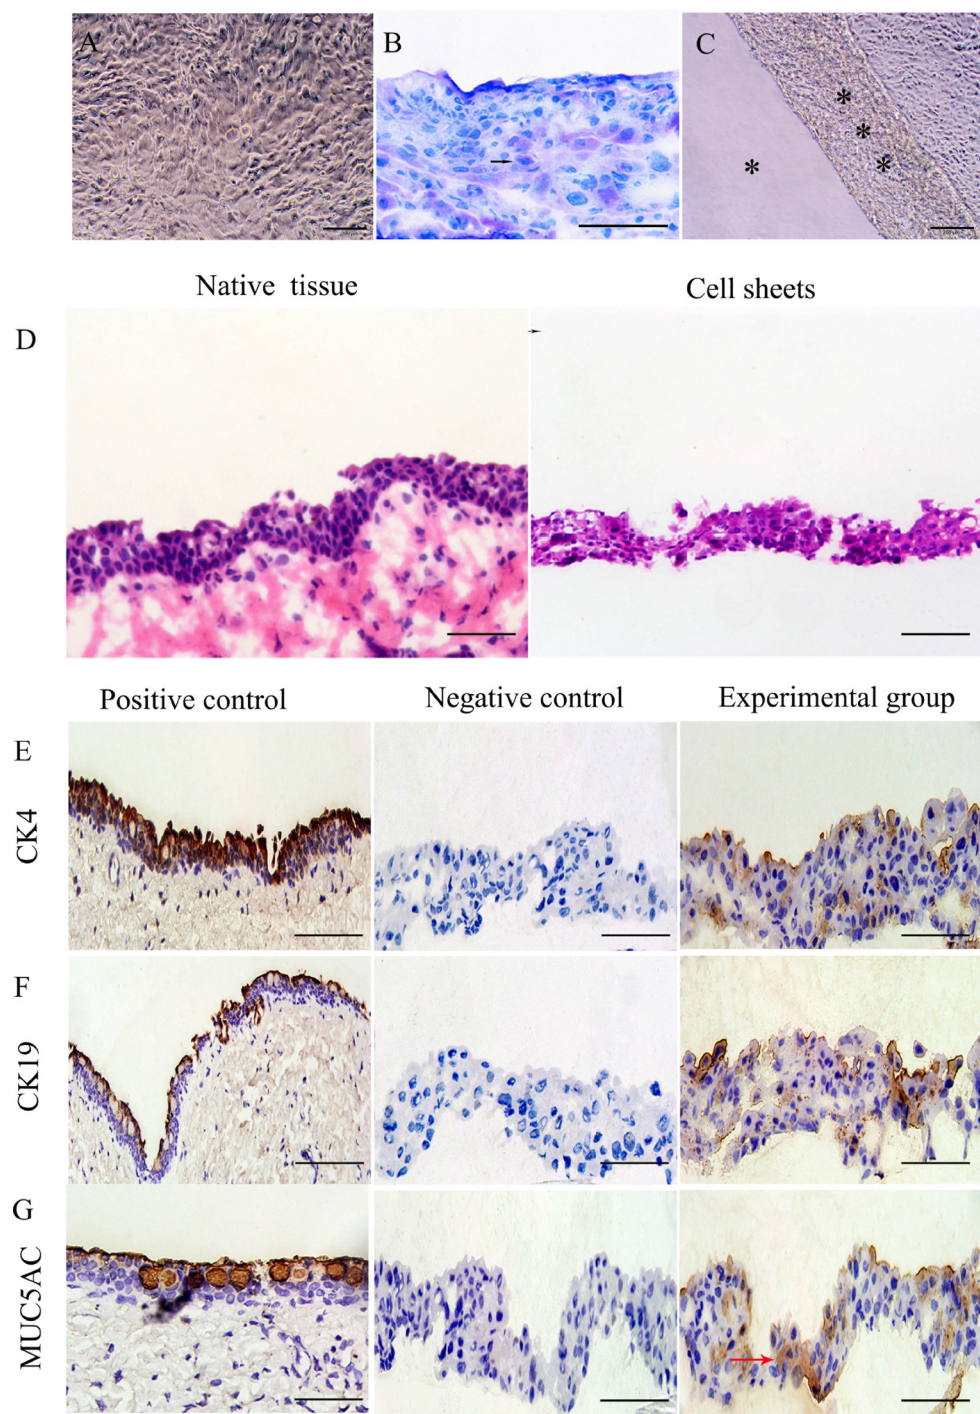 A
B
C
*
*
*
*
Native tissue
Cell sheets
D
Positive control
Negative control
Experimental group
E
CK4
F
CK19
G
MUC5AC